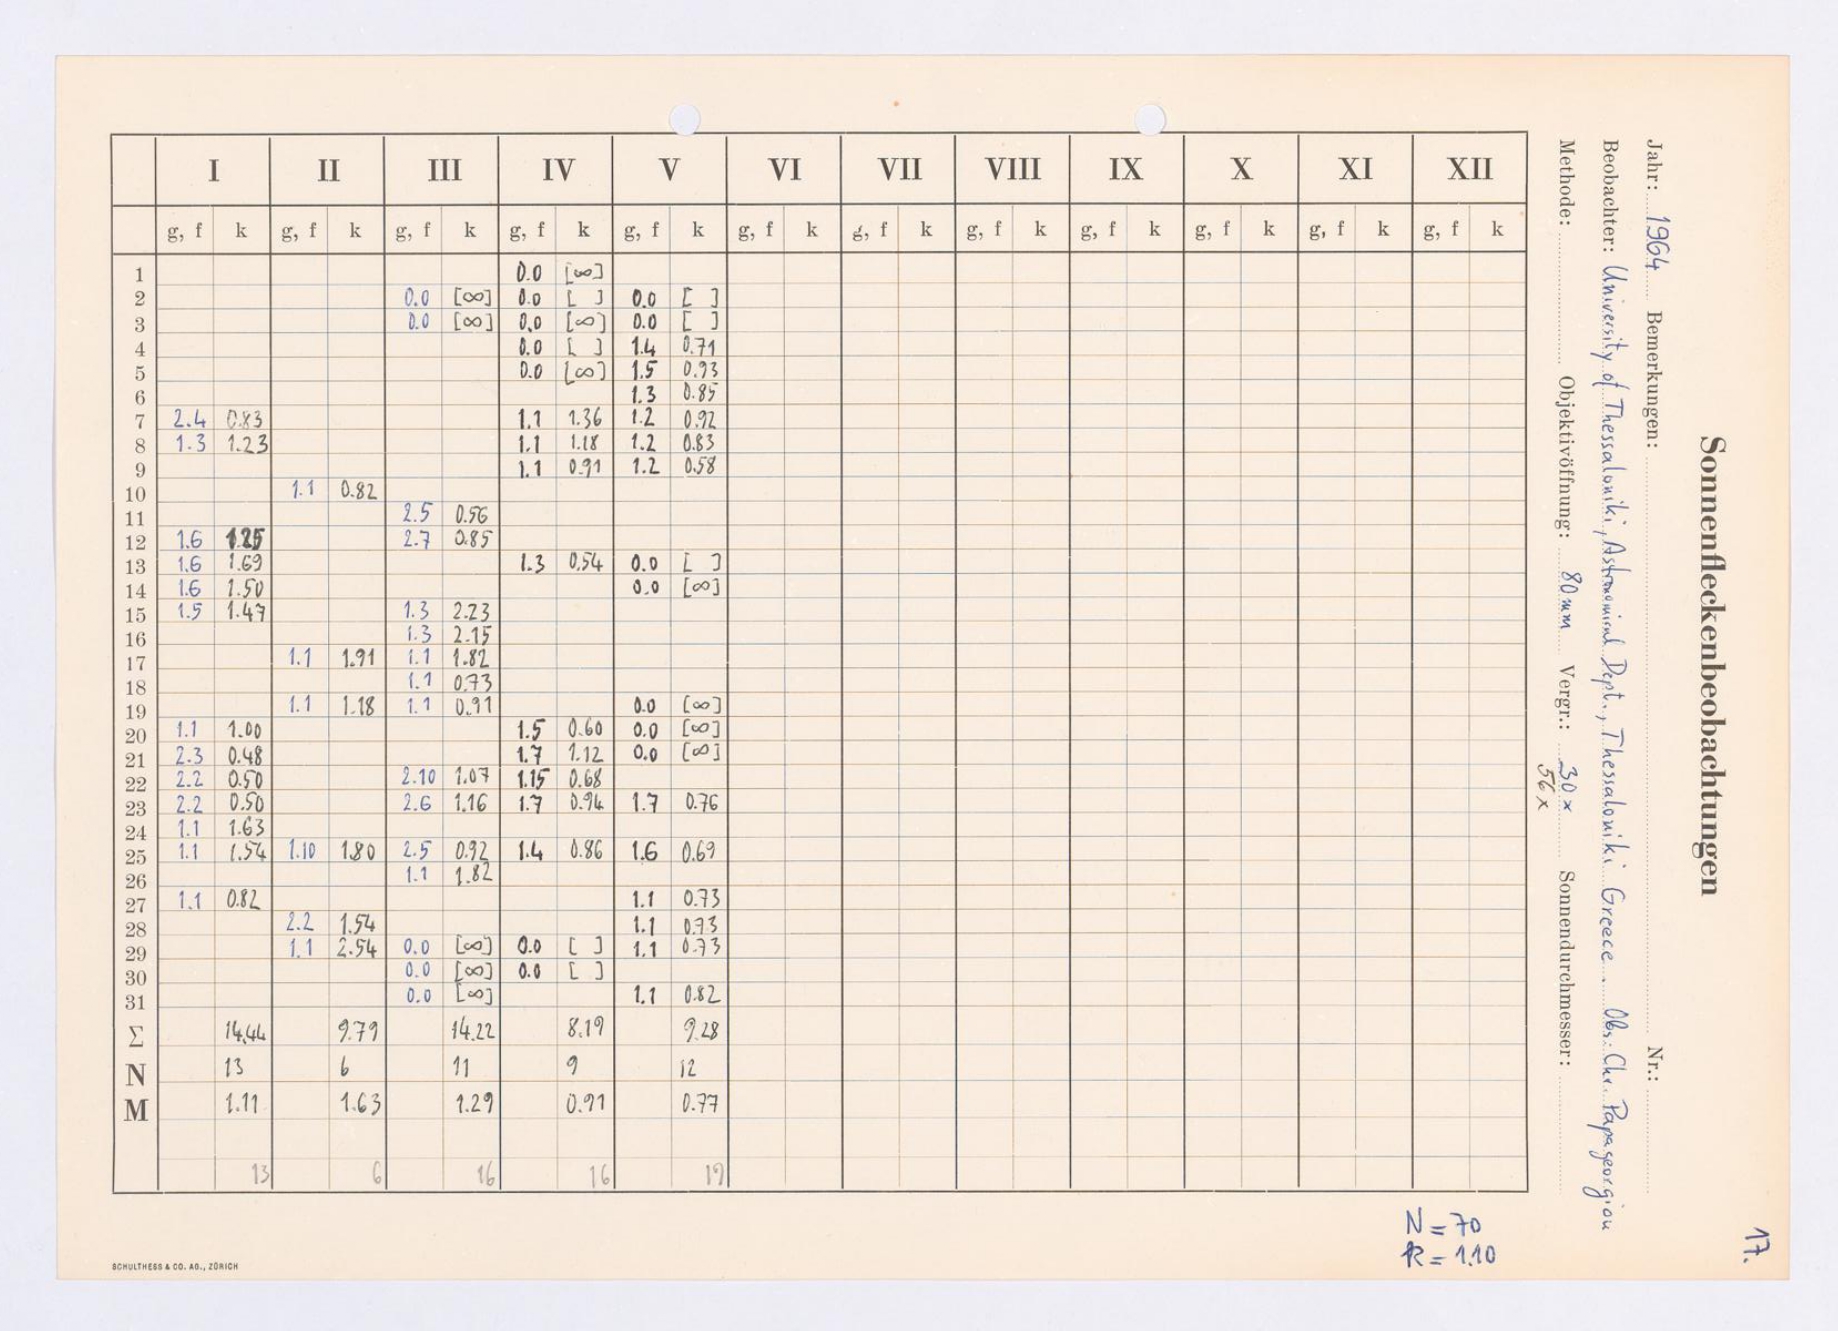 I II III IV V VI VII VIII IX X XI XII
g, f k g, f k g, f k g, f k g, f k g, f k g, f k g, f k g, f k g, f k g, f k g, f k
1 0.0 [∞]
2 0.0 [∞] 0.0 [ ] 0.0 [ ]
3 0.0 [∞] 0.0 [∞] 0.0 [ ]
4 0.0 [ ] 1.4 0.71
5 0.0 [∞] 1.5 0.93
6 1.3 0.85
7 2.4 0.83 1.1 1.36 1.2 0.92
8 1.3 1.23 1.1 1.18 1.2 0.83
9 1.1 0.91 1.2 0.58
10 1.1 0.82
11 2.5 0.56
12 1.6 1.25 2.7 0.85
13 1.6 1.69 1.3 0.54 0.0 [ ]
14 1.6 1.50 0.0 [∞]
15 1.5 1.47 1.3 2.23
16 1.3 2.15
17 1.1 1.91 1.1 1.82
18 1.1 0.73
19 1.1 1.18 1.1 0.91 0.0 [∞]
20 1.1 1.00 1.5 0.60 0.0 [∞]
21 2.3 0.48 1.7 1.12 0.0 [∞]
22 2.2 0.50 2.10 1.07 1.15 0.68
23 2.2 0.50 2.6 1.16 1.7 0.94 1.7 0.76
24 1.1 1.63
25 1.1 1.54 1.10 1.80 2.5 0.92 1.4 0.86 1.6 0.69
26 1.1 1.82
27 1.1 0.82 1.1 0.73
28 2.2 1.54 1.1 0.73
29 1.1 2.54 0.0 [∞] 0.0 [ ] 1.1 0.73
30 0.0 [∞] 0.0 [ ]
31 0.0 [∞] 1.1 0.82
Σ 14.44 9.79 14.22 8.19 9.28
N 13 6 11 9 12
M 1.11 1.63 1.29 0.91 0.77
13 6 16 16 19
N = 70
k = 1.10
SCHULTHESS & CO. AG., ZÜRICH
Sonnenfleckenbeobachtungen
Jahr: 1964 Bemerkungen: Nr.:
Beobachter: University of Thessaloniki, Astronomical Dept., Thessaloniki Greece. Obs.: Chr. Papageorgiou
Methode: Objektivöffnung: 80 mm Vergr.: 30x Sonnendurchmesser:
56x
17.